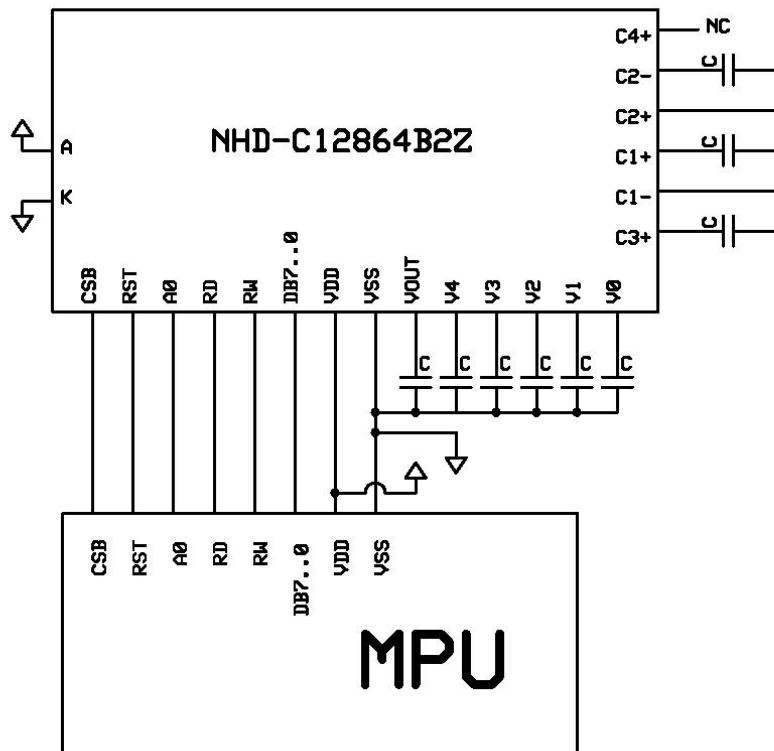 C4+ NC
C2- C
C2+
A NHD-C12864B2Z C1+ C
K C1-
C3+ C
CSB RST A0 RD RW DB7..0 VDD VSS VOUT V4 V3 V2 V1 V0
C C C C C C
CSB RST A0 RD RW DB7..0 VDD VSS
MPU